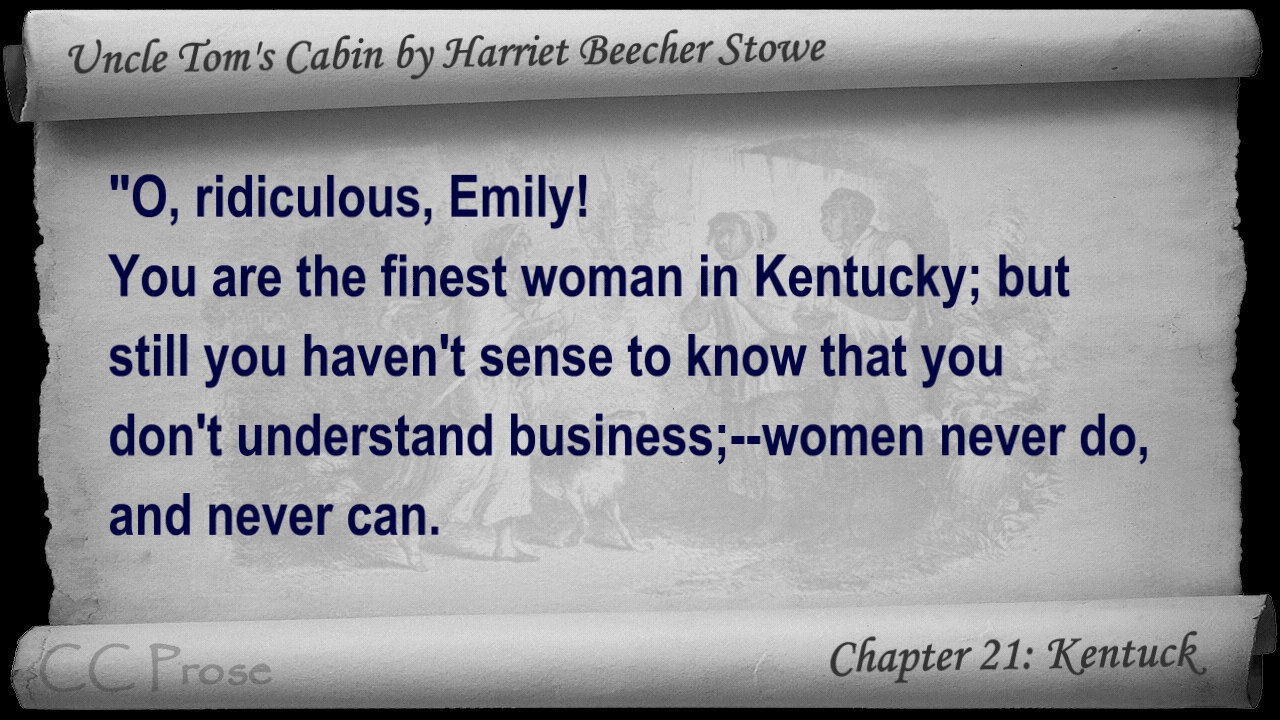 Uncle Tom's Cabin by Harriet Beecher Stowe
"O, ridiculous, Emily!
You are the finest woman in Kentucky; but
still you haven't sense to know that you
don't understand business;--women never do,
and never can.
CC Prose
Chapter 21: Kentuck